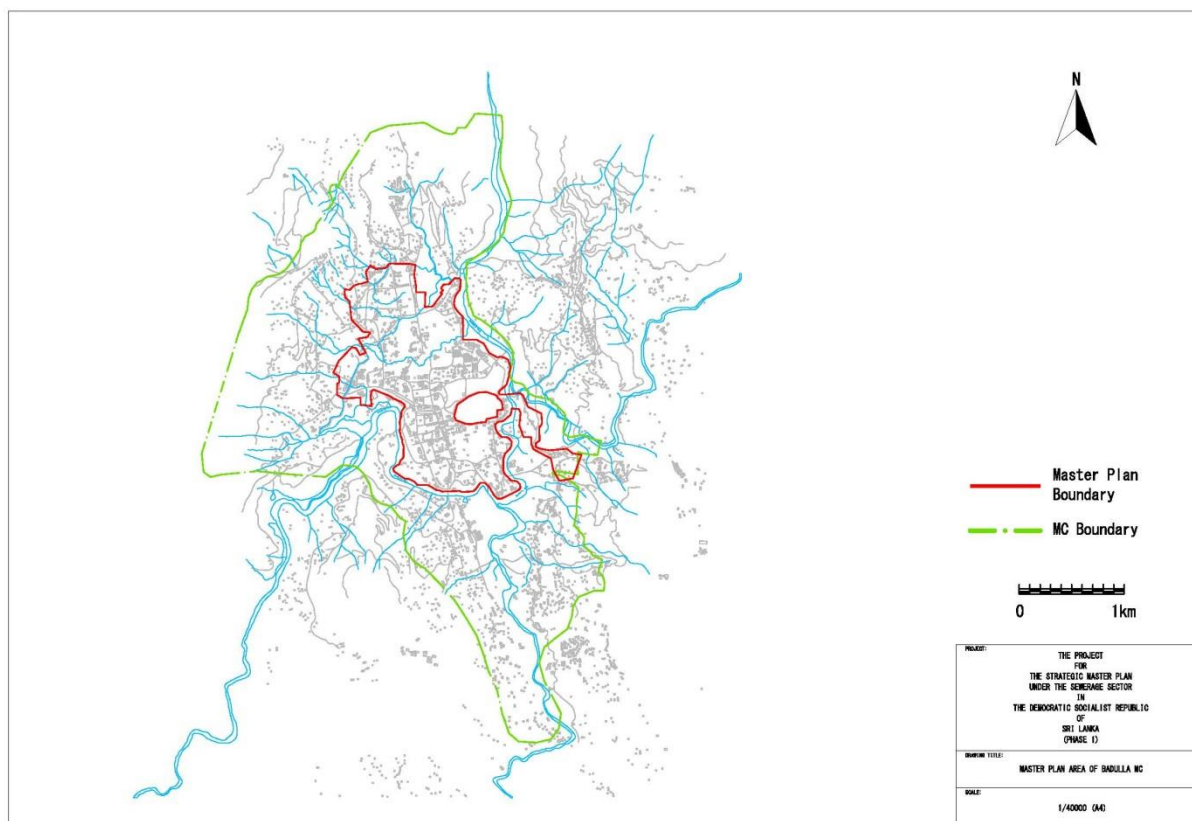 N
Master Plan
Boundary
MC Boundary
0 1km
PROJECT:
THE PROJECT
FOR
THE STRATEGIC MASTER PLAN
UNDER THE SEWERAGE SECTOR
IN
THE DEMOCRATIC SOCIALIST REPUBLIC
OF
SRI LANKA
(PHASE 1)
DRAWING TITLE:
MASTER PLAN AREA OF BADULLA MC
SCALE:
1/40000 (A4)